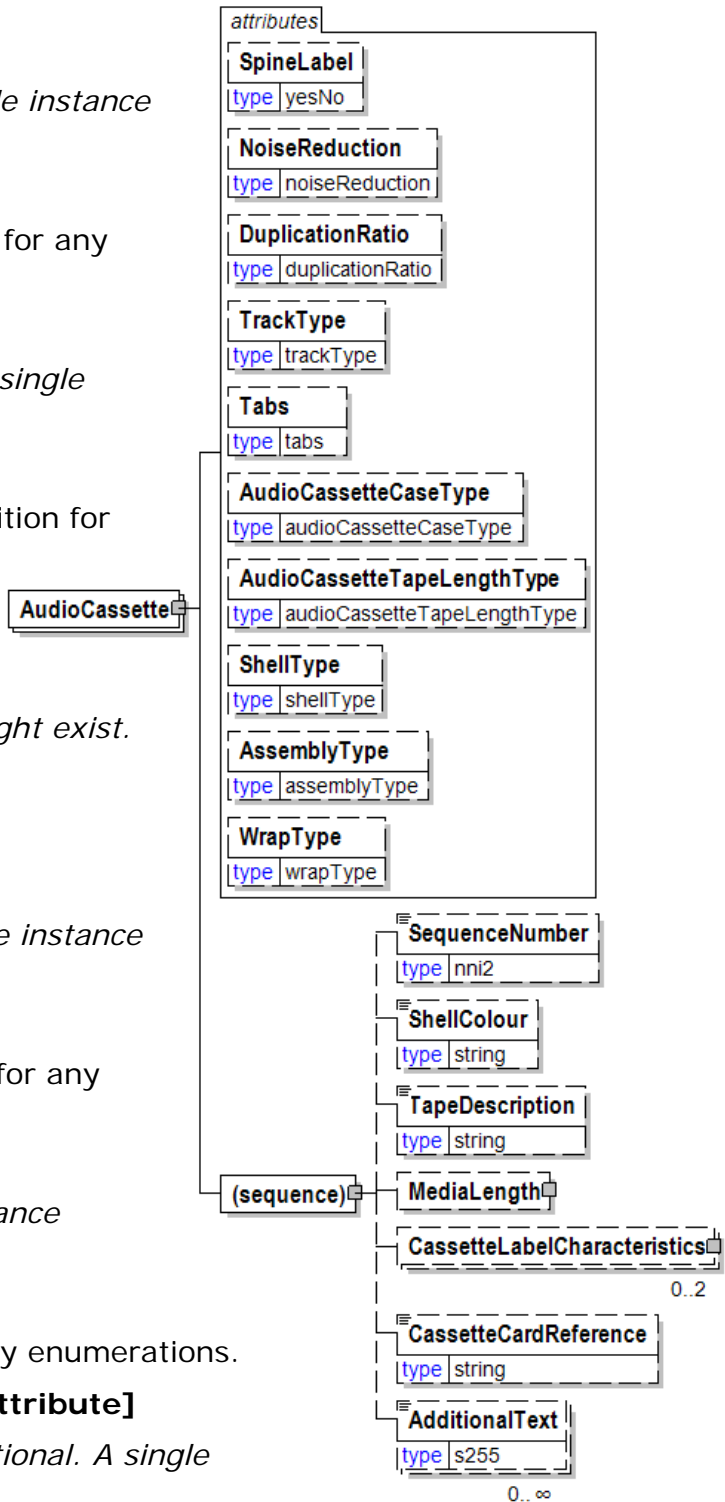 le instance
for any
single
ition for
ght exist.
e instance
for any
ance
y enumerations.
ttribute]
tional. A single
AudioCassette
attributes
SpineLabel
type yesNo
NoiseReduction
type noiseReduction
DuplicationRatio
type duplicationRatio
TrackType
type trackType
Tabs
type tabs
AudioCassetteCaseType
type audioCassetteCaseType
AudioCassetteTapeLengthType
type audioCassetteTapeLengthType
ShellType
type shellType
AssemblyType
type assemblyType
WrapType
type wrapType
(sequence)
SequenceNumber
type nni2
ShellColour
type string
TapeDescription
type string
MediaLength
CassetteLabelCharacteristics
0..2
CassetteCardReference
type string
AdditionalText
type s255
0..∞